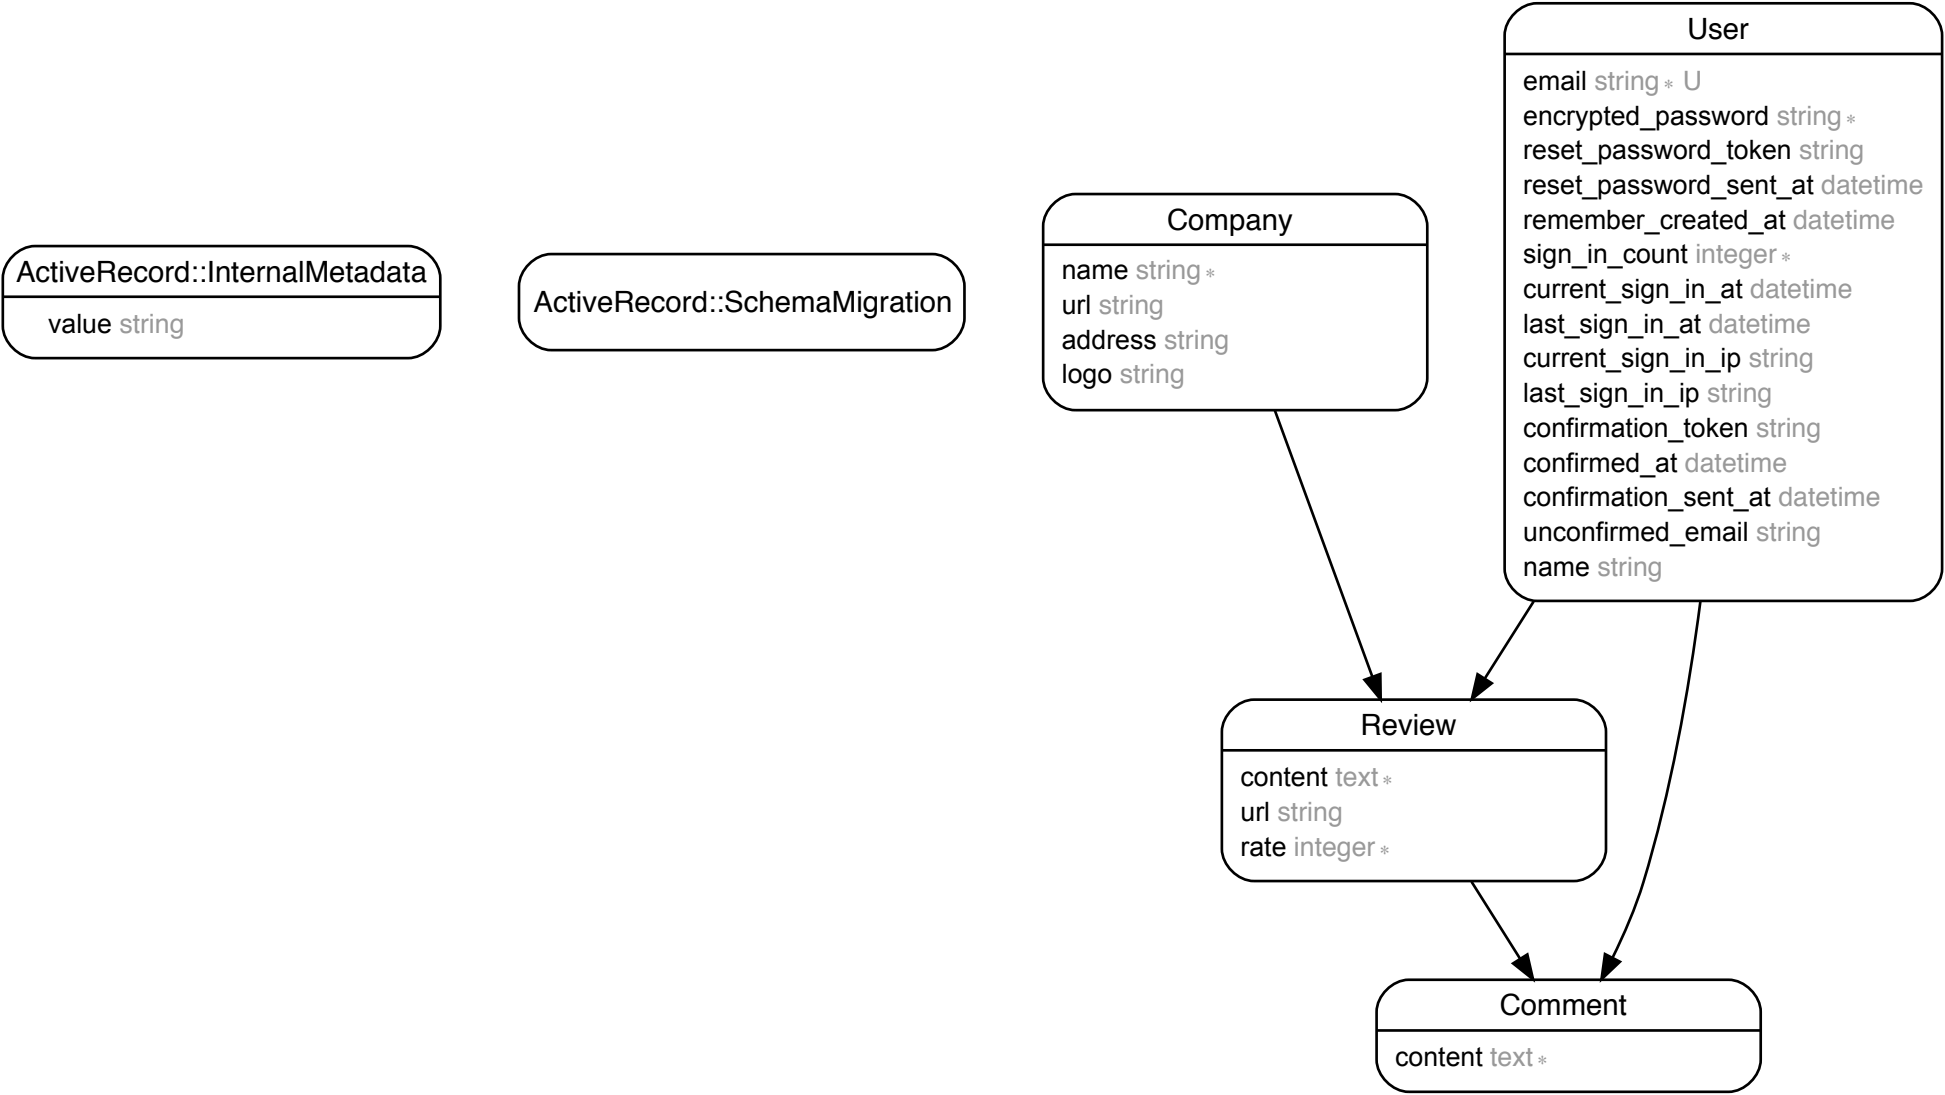 ActiveRecord::InternalMetadata
value string
ActiveRecord::SchemaMigration
Company
name string *
url string
address string
logo string
User
email string * U
encrypted_password string *
reset_password_token string
reset_password_sent_at datetime
remember_created_at datetime
sign_in_count integer *
current_sign_in_at datetime
last_sign_in_at datetime
current_sign_in_ip string
last_sign_in_ip string
confirmation_token string
confirmed_at datetime
confirmation_sent_at datetime
unconfirmed_email string
name string
Review
content text *
url string
rate integer *
Comment
content text *